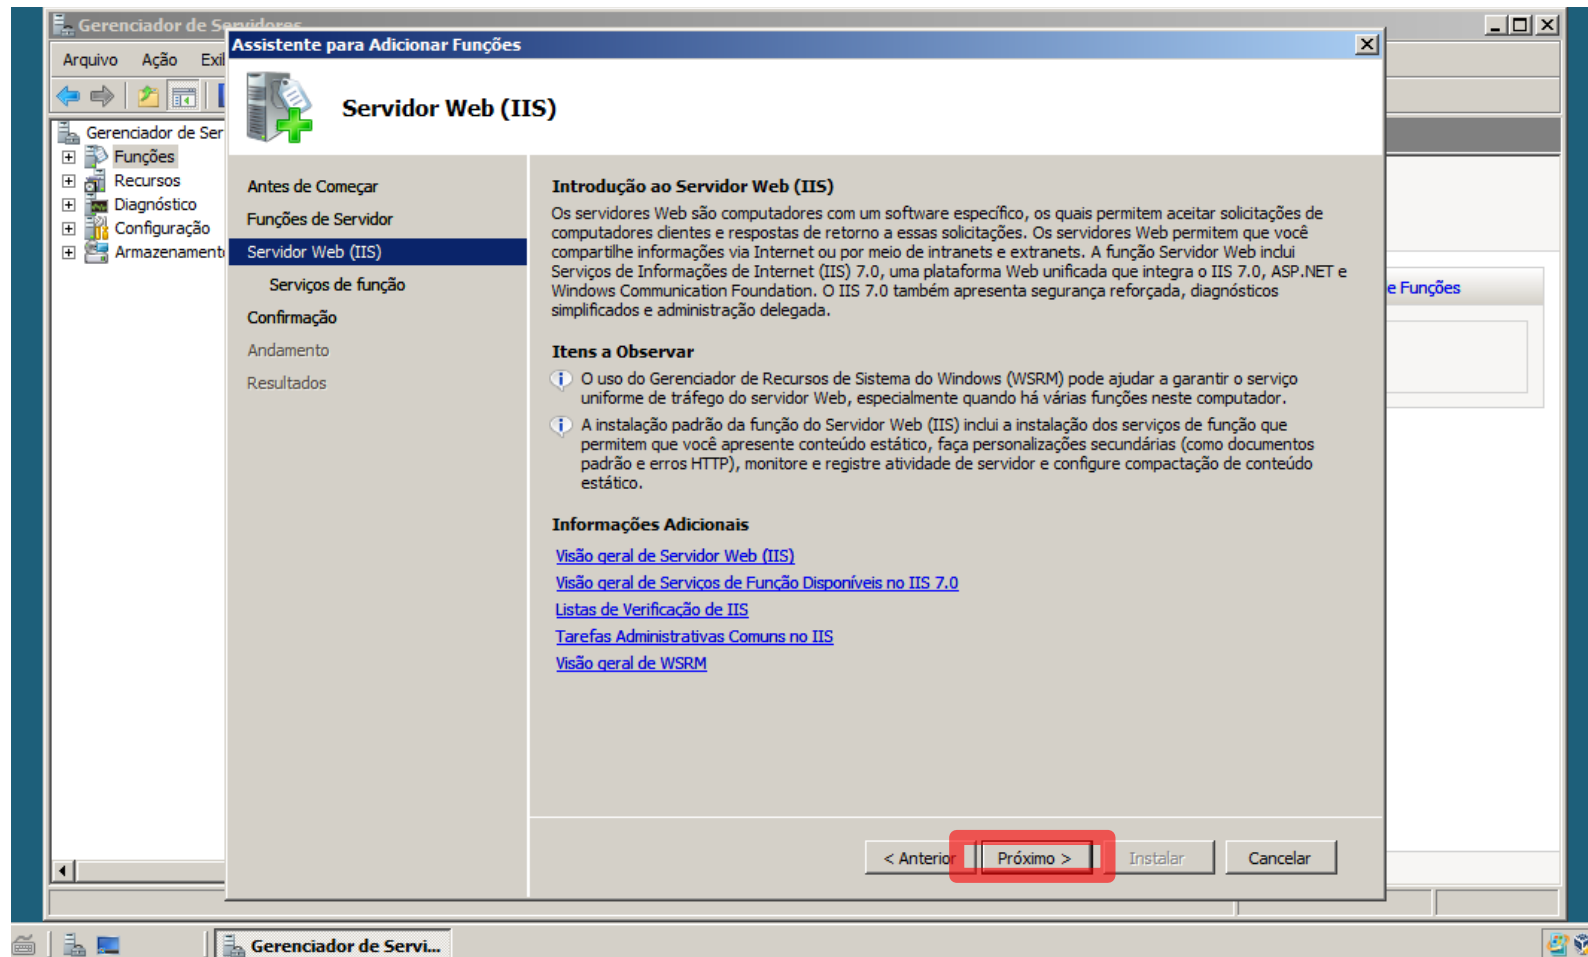 Gerenciador de Servidores
Arquivo Ação Exil
Assistente para Adicionar Funções
Servidor Web (IIS)
Gerenciador de Ser
Funções
Recursos
Diagnóstico
Configuração
Armazenament
Antes de Começar
Funções de Servidor
Servidor Web (IIS)
Serviços de função
Confirmação
Andamento
Resultados
Introdução ao Servidor Web (IIS)
Os servidores Web são computadores com um software específico, os quais permitem aceitar solicitações de
computadores clientes e respostas de retorno a essas solicitações. Os servidores Web permitem que você
compartilhe informações via Internet ou por meio de intranets e extranets. A função Servidor Web inclui
Serviços de Informações de Internet (IIS) 7.0, uma plataforma Web unificada que integra o IIS 7.0, ASP.NET e
Windows Communication Foundation. O IIS 7.0 também apresenta segurança reforçada, diagnósticos
simplificados e administração delegada.
Itens a Observar
O uso do Gerenciador de Recursos de Sistema do Windows (WSRM) pode ajudar a garantir o serviço
uniforme de tráfego do servidor Web, especialmente quando há várias funções neste computador.
A instalação padrão da função do Servidor Web (IIS) inclui a instalação dos serviços de função que
permitem que você apresente conteúdo estático, faça personalizações secundárias (como documentos
padrão e erros HTTP), monitore e registre atividade de servidor e configure compactação de conteúdo
estático.
Informações Adicionais
Visão geral de Servidor Web (IIS)
Visão geral de Serviços de Função Disponíveis no IIS 7.0
Listas de Verificação de IIS
Tarefas Administrativas Comuns no IIS
Visão geral de WSRM
e Funções
< Anterior Próximo > Instalar Cancelar
Gerenciador de Servi...